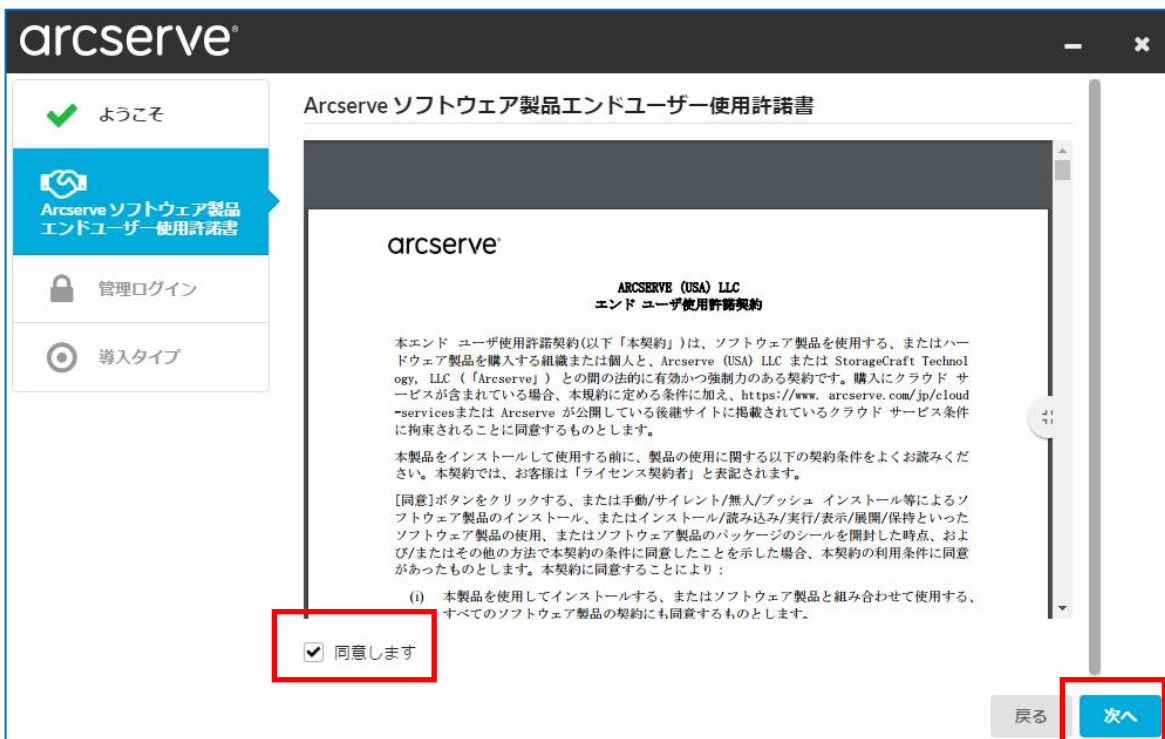 arcserve®
ようこそ
Arcserve ソフトウェア製品
エンドユーザー使用許諾書
管理ログイン
導入タイプ
Arcserve ソフトウェア製品エンドユーザー使用許諾書
arcserve®
ARCSERVE (USA) LLC
エンド ユーザ使用許諾契約
本エンド ユーザ使用許諾契約(以下「本契約」)は、ソフトウェア製品を使用する、またはハー
ドウェア製品を購入する組織または個人と、Arcserve (USA) LLC または StorageCraft Technol
ogy, LLC (「Arcserve」) との間の法的に有効かつ強制力のある契約です。購入にクラウド サ
ービスが含まれている場合、本規約に定める条件に加え、https://www. arcserve.com/jp/cloud
-servicesまたは Arcserve が公開している後継サイトに掲載されているクラウド サービス条件
に拘束されることに同意するものとします。
本製品をインストールして使用する前に、製品の使用に関する以下の契約条件をよくお読みくだ
さい。本契約では、お客様は「ライセンス契約者」と表記されます。
[同意]ボタンをクリックする、または手動/サイレント/無人/プッシュ インストール等によるソ
フトウェア製品のインストール、またはインストール/読み込み/実行/表示/展開/保持といった
ソフトウェア製品の使用、またはソフトウェア製品のパッケージのシールを開封した時点、およ
び/またはその他の方法で本契約の条件に同意したことを示した場合、本契約の利用条件に同意
があったものとします。本契約に同意することにより：
(i) 本製品を使用してインストールする、またはソフトウェア製品と組み合わせて使用する、
すべてのソフトウェア製品の契約にも同意するものとします。
同意します
戻る
次へ